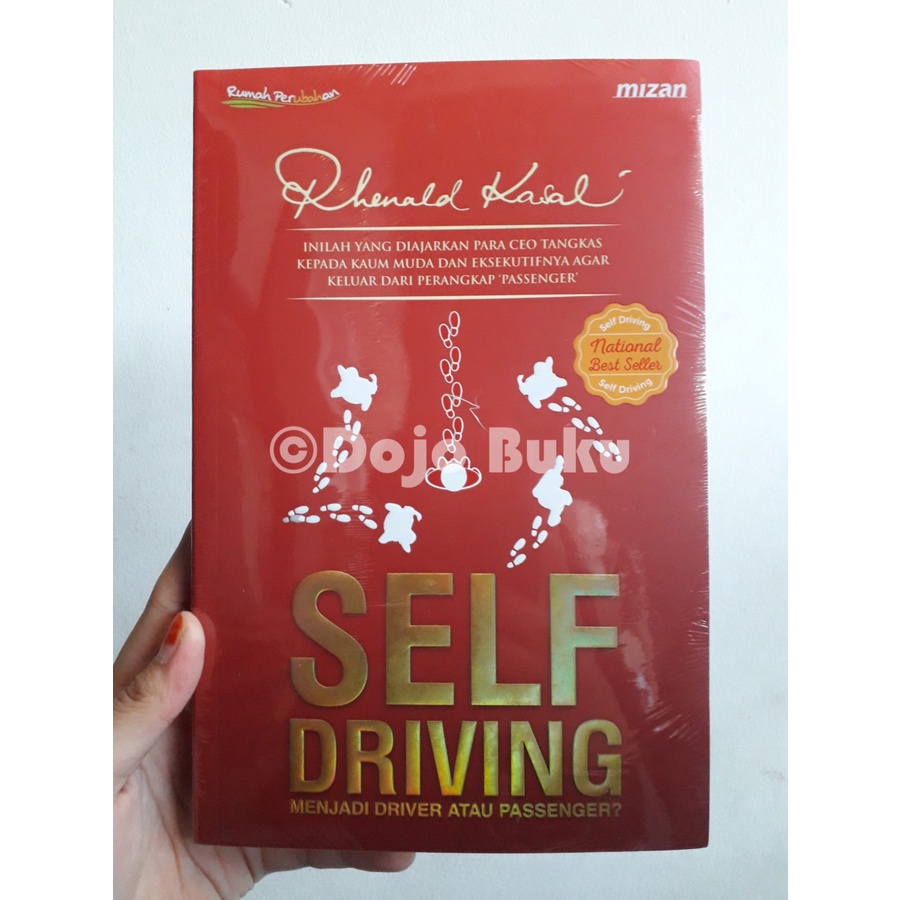 Rumah Perubahan
mizan
Rhenald Kasali
INILAH YANG DIAJARKAN PARA CEO TANGKAS
KEPADA KAUM MUDA DAN EKSEKUTIFNYA AGAR
KELUAR DARI PERANGKAP 'PASSENGER'
Self Driving
National
Best Seller
Self Driving
©Dojo Buku
SELF
DRIVING
MENJADI DRIVER ATAU PASSENGER?